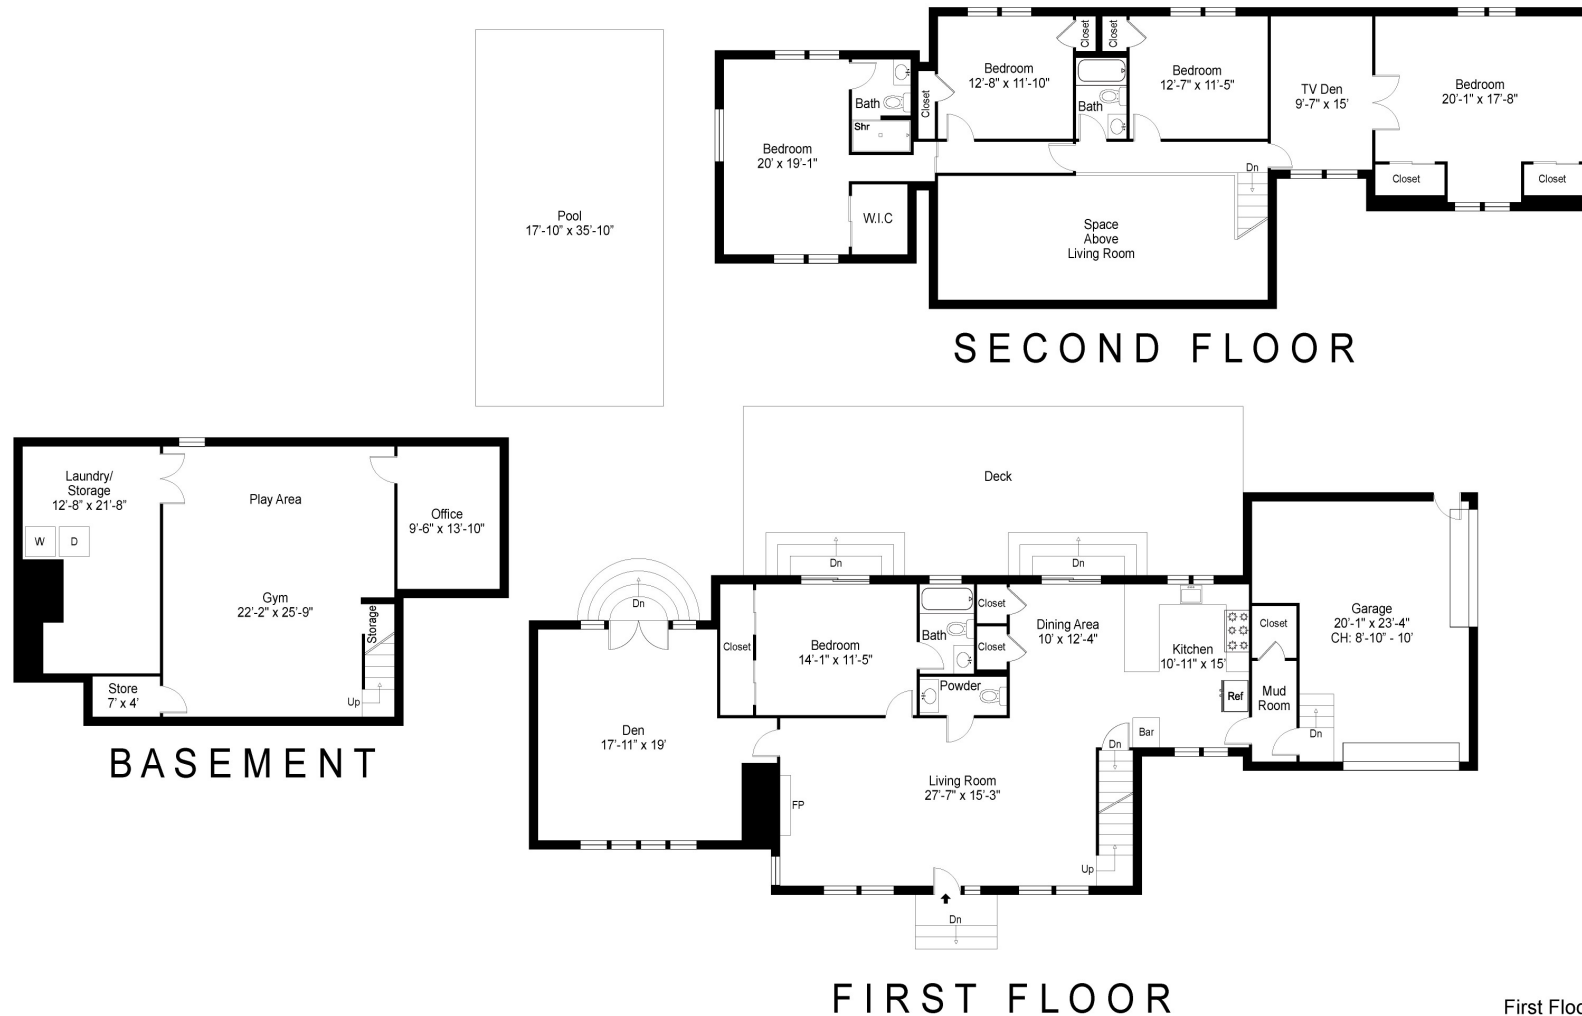 Closet
Closet
Bedroom
12'-8" x 11'-10"
Bedroom
12'-7" x 11'-5"
Bath
Closet
Bath
TV Den
9'-7" x 15'
Bedroom
20'-1" x 17'-8"
Shr
Bedroom
20' x 19'-1"
Dn
Closet
Closet
W.I.C
Space
Above
Living Room
Pool
17'-10" x 35'-10"
SECOND FLOOR
Laundry/
Storage
12'-8" x 21'-8"
W
D
Play Area
Office
9'-6" x 13'-10"
Gym
22'-2" x 25'-9"
Storage
Store
7' x 4'
Up
BASEMENT
Deck
Dn
Dn
Dn
Closet
Closet
Closet
Bedroom
14'-1" x 11'-5"
Bath
Dining Area
10' x 12'-4"
Kitchen
10'-11" x 15'
Closet
Garage
20'-1" x 23'-4"
CH: 8'-10" - 10'
Powder
Ref
Mud
Room
Den
17'-11" x 19'
Dn
Bar
Dn
Living Room
27'-7" x 15'-3"
FP
Up
Dn
FIRST FLOOR
First Floo